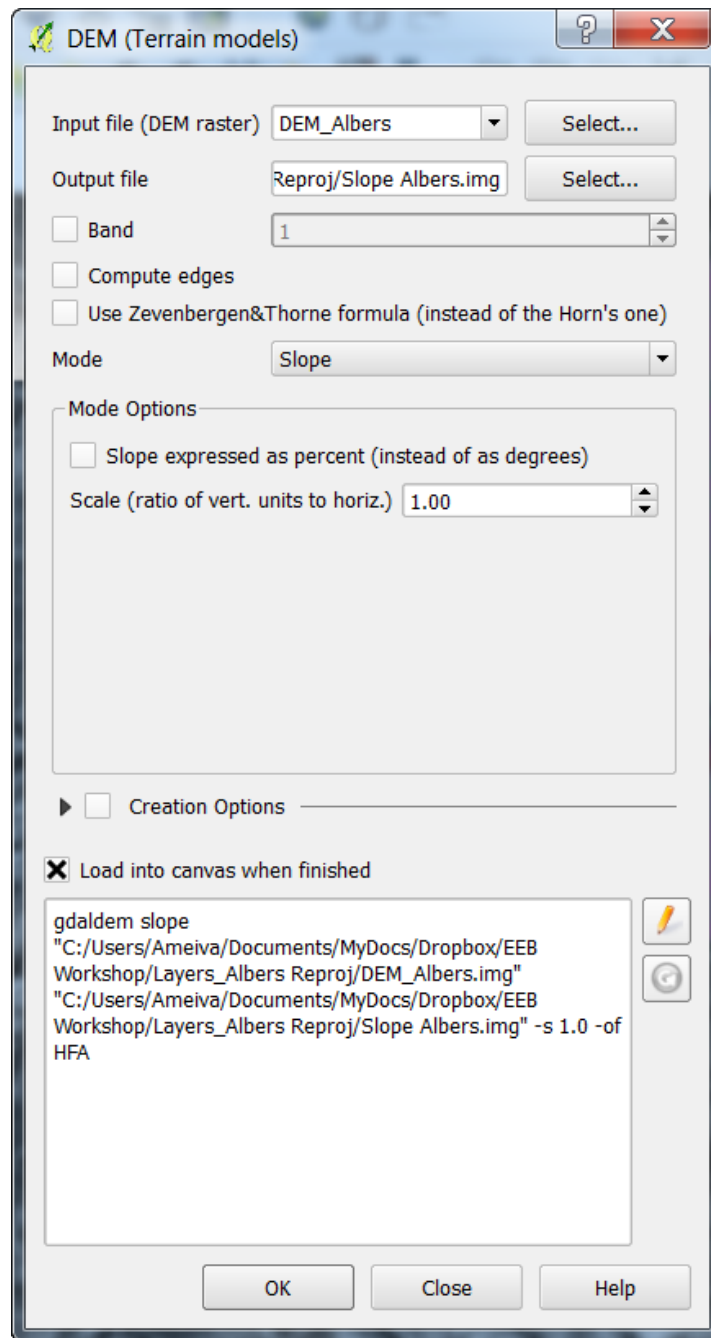 DEM (Terrain models)
Input file (DEM raster) DEM_Albers Select...
Output file Reproj/Slope Albers.img Select...
Band 1
Compute edges
Use Zevenbergen&Thorne formula (instead of the Horn's one)
Mode Slope
Mode Options
Slope expressed as percent (instead of as degrees)
Scale (ratio of vert. units to horiz.) 1.00
Creation Options
Load into canvas when finished
gdaldem slope
"C:/Users/Ameiva/Documents/MyDocs/Dropbox/EEB
Workshop/Layers_Albers Reproj/DEM_Albers.img"
"C:/Users/Ameiva/Documents/MyDocs/Dropbox/EEB
Workshop/Layers_Albers Reproj/Slope Albers.img" -s 1.0 -of
HFA
OK Close Help